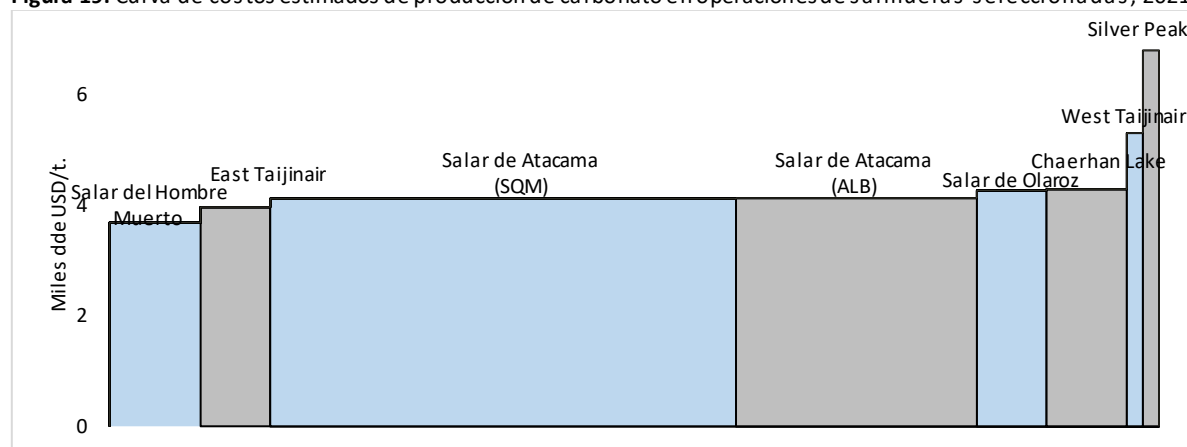 Figura 15. Curva de costos estimados de producción de carbonato en operaciones de salmueras seleccionadas, 2021
Silver Peak
6
West Taijinair
Salar de Atacama
(SQM)
Salar de Atacama
(ALB)
Chaerhan Lake
East Taijinair
Salar de Olaroz
Salar del Hombre
Muerto
4
Miles dde USD/t.
2
0